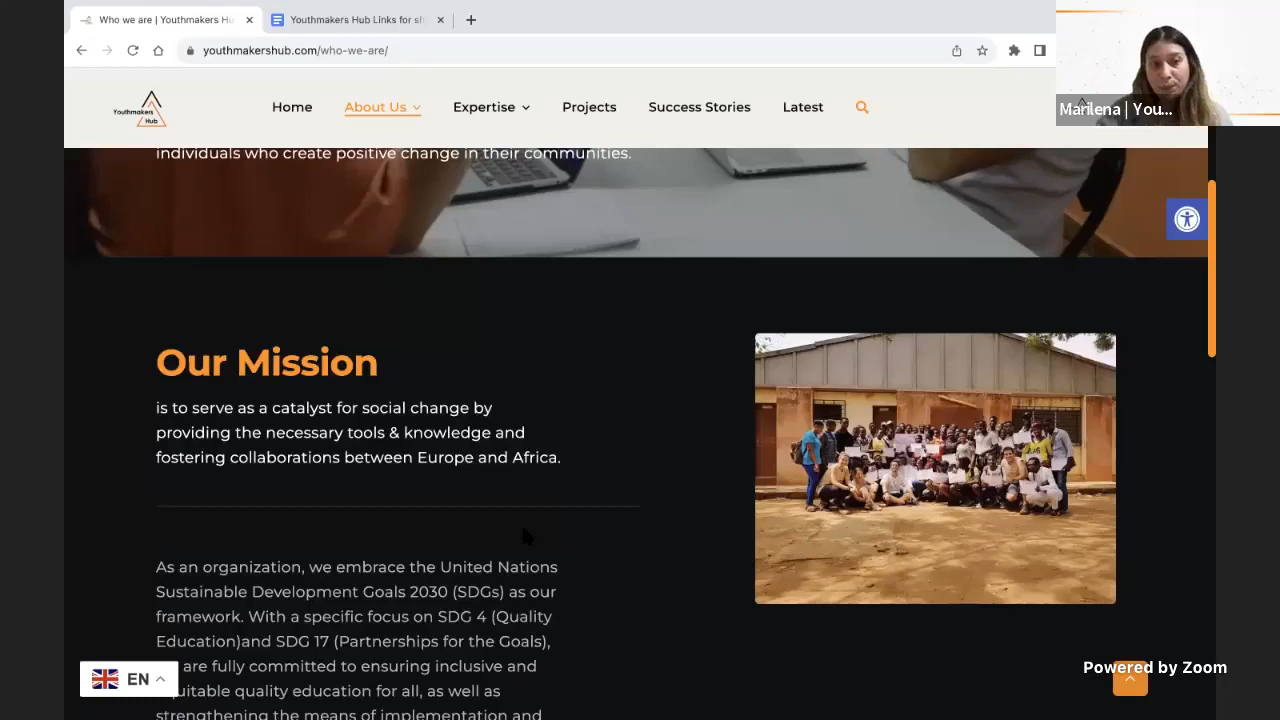 Who we are | Youthmakers Hu
Youthmakers Hub Links for sh
youthmakershub.com/who-we-are/
Youthmakers
Hub
Home
About Us
Expertise
Projects
Success Stories
Latest
Marilena | You...
individuals who create positive change in their communities.
Our Mission
is to serve as a catalyst for social change by
providing the necessary tools & knowledge and
fostering collaborations between Europe and Africa.
As an organization, we embrace the United Nations
Sustainable Development Goals 2030 (SDGs) as our
framework. With a specific focus on SDG 4 (Quality
Education)and SDG 17 (Partnerships for the Goals),
are fully committed to ensuring inclusive and
quitable quality education for all, as well as
strengthening the means of implementation and
EN
Powered by Zoom